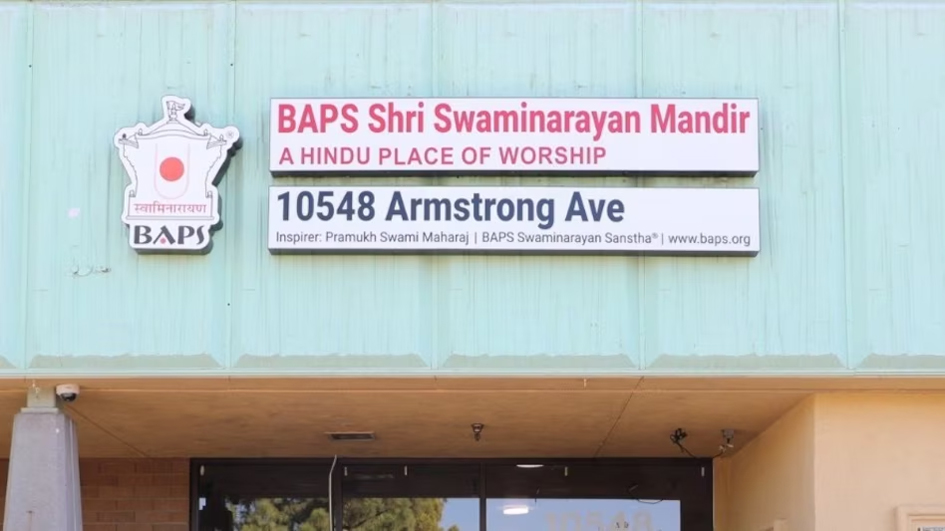 BAPS Shri Swaminarayan Mandir
A HINDU PLACE OF WORSHIP
स्वामिनारायण
BAPS
10548 Armstrong Ave
Inspirer: Pramukh Swami Maharaj | BAPS Swaminarayan Sanstha® | www.baps.org
10548